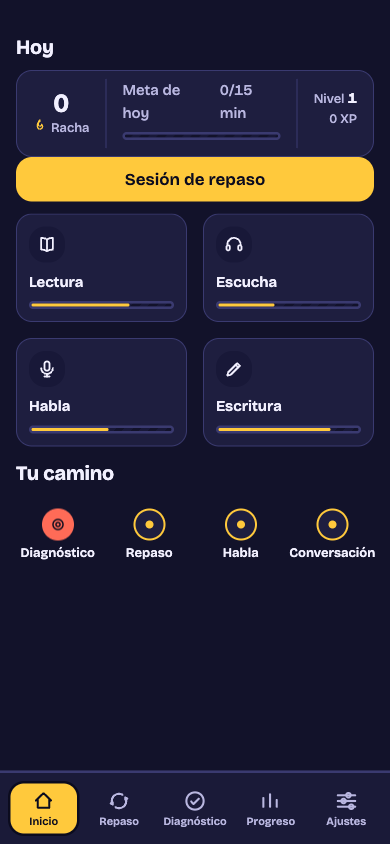 Hoy
0
Racha
Meta de hoy
0/15 min
Nivel 1
0 XP
Sesión de repaso
Lectura
Escucha
Habla
Escritura
Tu camino
Diagnóstico
Repaso
Habla
Conversación
Inicio
Repaso
Diagnóstico
Progreso
Ajustes